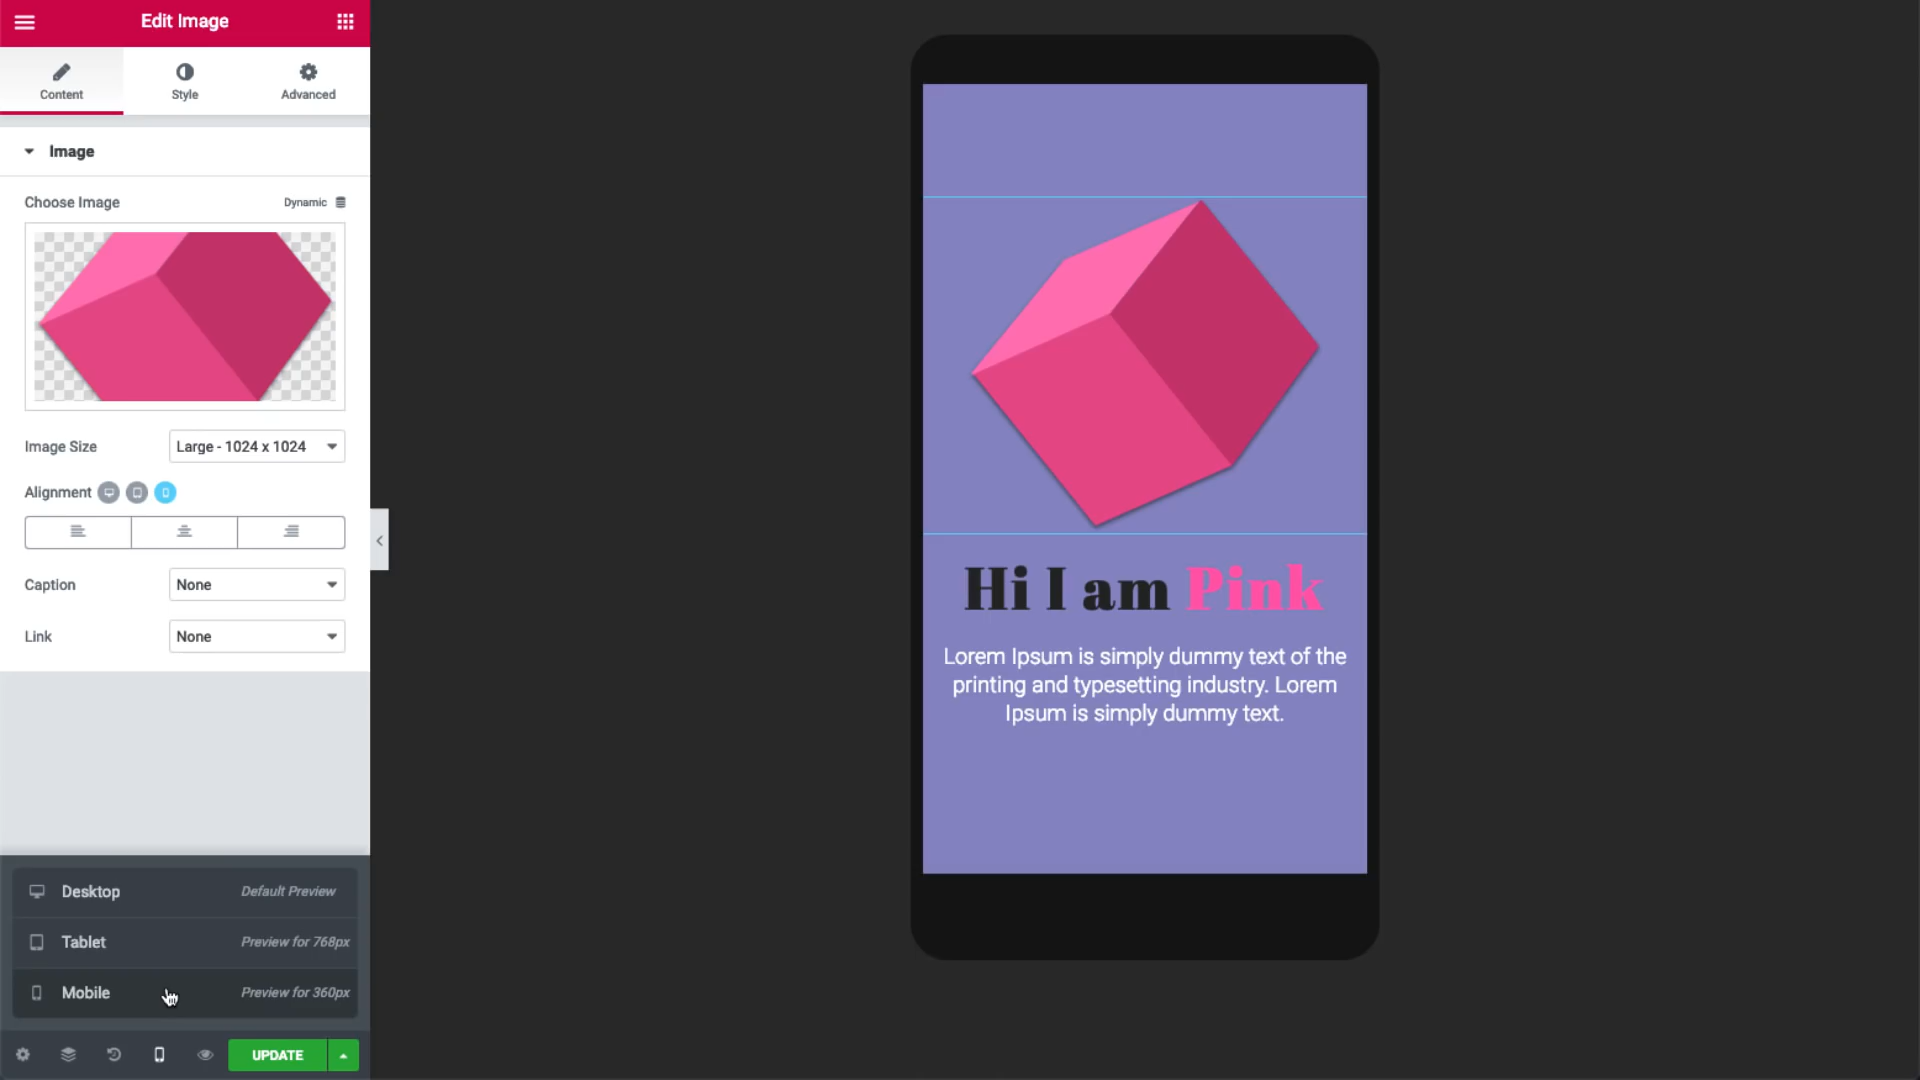 Edit Image
Content
Style
Advanced
Image
Choose Image
Dynamic
Image Size
Large - 1024 x 1024
Alignment
Caption
None
Link
None
Desktop
Default Preview
Tablet
Preview for 768px
Mobile
Preview for 360px
UPDATE
Hi I am Pink
Lorem Ipsum is simply dummy text of the
printing and typesetting industry. Lorem
Ipsum is simply dummy text.